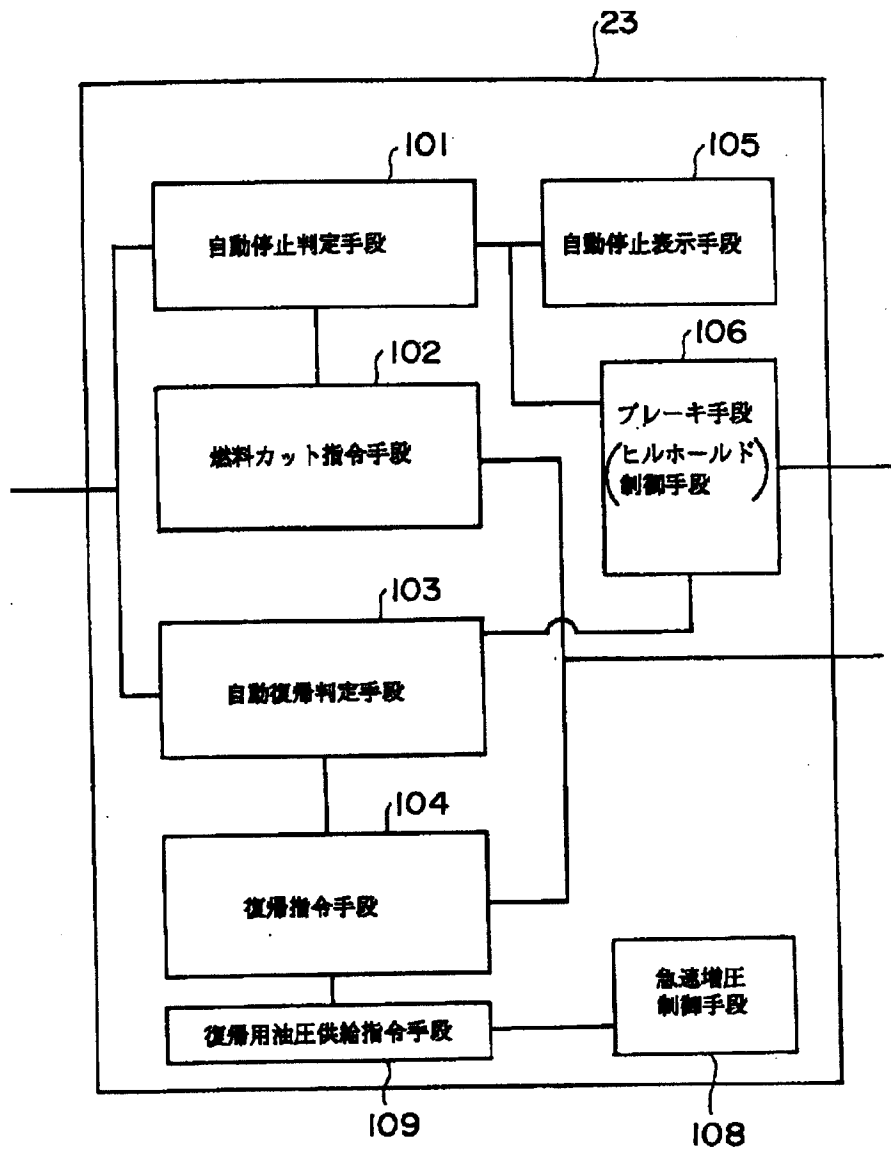 23
101
105
自動停止判定手段
自動停止表示手段
102
106
燃料カット指令手段
ブレーキ手段
(ヒルホールド
制御手段)
103
自動復帰判定手段
104
復帰指令手段
急速増圧
制御手段
復帰用油圧供給指令手段
109
108